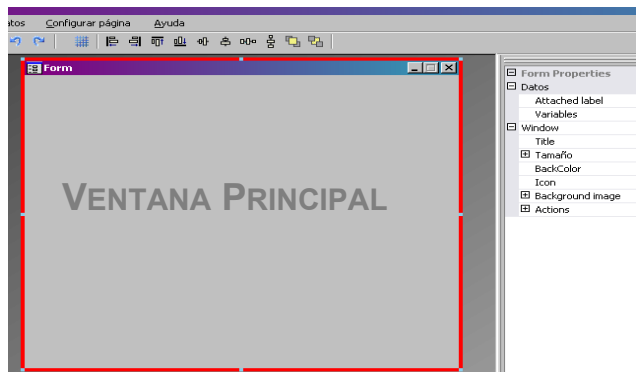 atos Configurar página Ayuda
Form
VENTANA PRINCIPAL
Form Properties
Datos
Attached label
Variables
Window
Title
Tamaño
BackColor
Icon
Background image
Actions